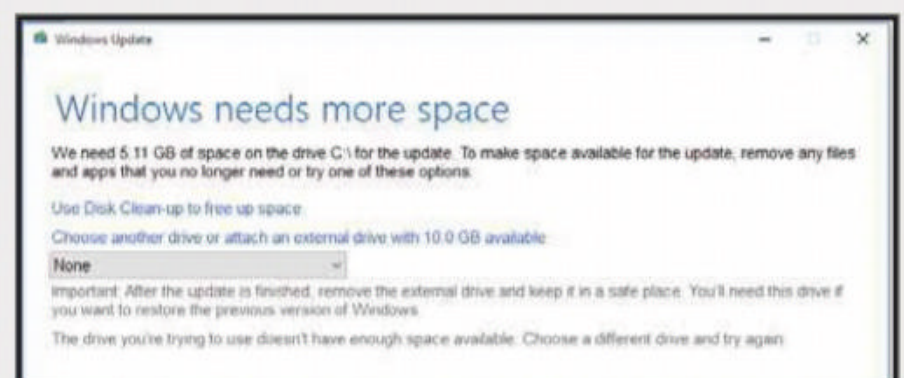 Windows Update
Windows needs more space
We need 5.11 GB of space on the drive C:\ for the update. To make space available for the update, remove any files
and apps that you no longer need or try one of these options.
Use Disk Clean-up to free up space
Choose another drive or attach an external drive with 10.0 GB available
None
Important: After the update is finished, remove the external drive and keep it in a safe place. You'll need this drive if
you want to restore the previous version of Windows.
The drive you're trying to use doesn't have enough space available. Choose a different drive and try again.